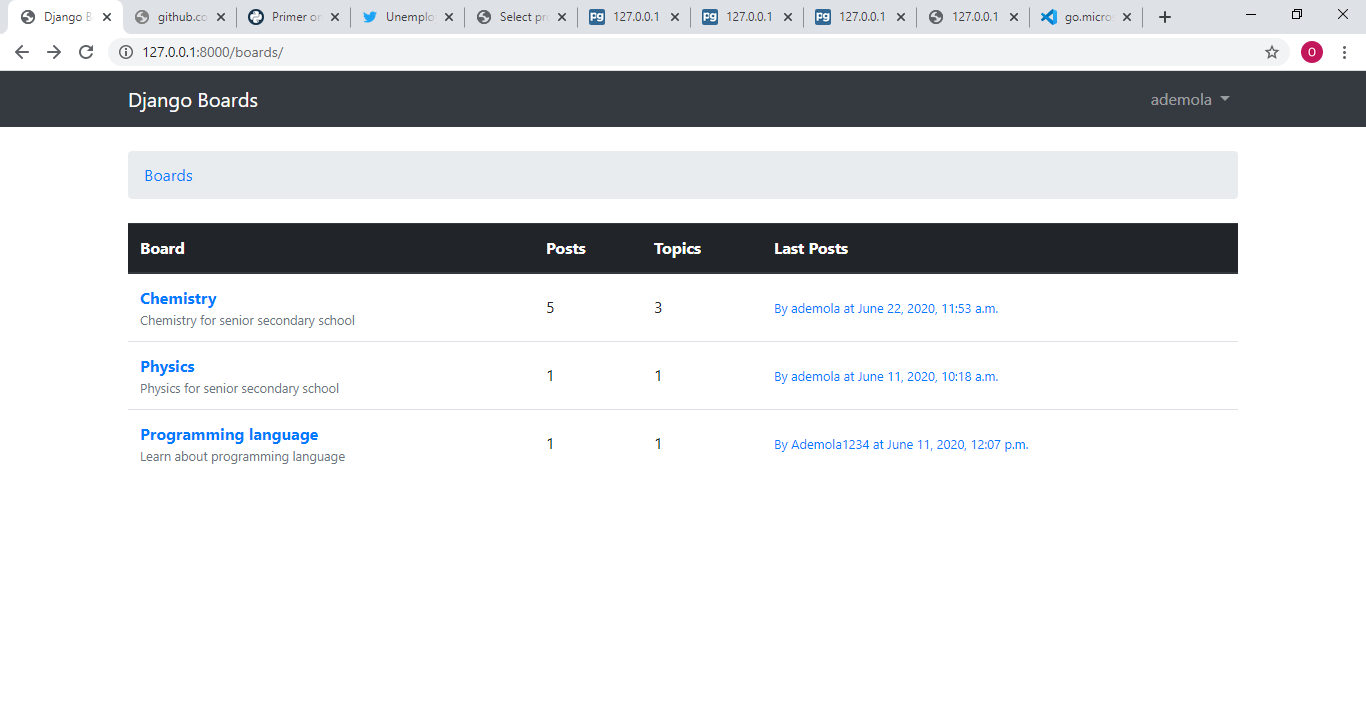 Django B
github.co
Primer or
Unemplo
Select pr
127.0.0.1
127.0.0.1
127.0.0.1
127.0.0.1
go.micros
127.0.0.1:8000/boards/
O
Django Boards
ademola
Boards
Board Posts Topics Last Posts
Chemistry
Chemistry for senior secondary school
5 3 By ademola at June 22, 2020, 11:53 a.m.
Physics
Physics for senior secondary school
1 1 By ademola at June 11, 2020, 10:18 a.m.
Programming language
Learn about programming language
1 1 By Ademola1234 at June 11, 2020, 12:07 p.m.